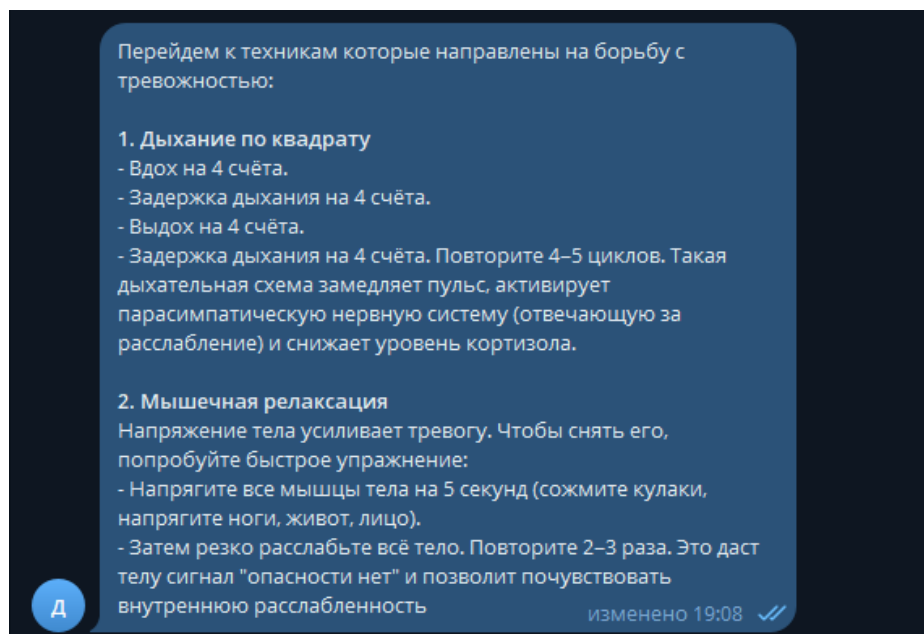 Перейдем к техникам которые направлены на борьбу с
тревожностью:
1. Дыхание по квадрату
- Вдох на 4 счёта.
- Задержка дыхания на 4 счёта.
- Выдох на 4 счёта.
- Задержка дыхания на 4 счёта. Повторите 4–5 циклов. Такая
дыхательная схема замедляет пульс, активирует
парасимпатическую нервную систему (отвечающую за
расслабление) и снижает уровень кортизола.
2. Мышечная релаксация
Напряжение тела усиливает тревогу. Чтобы снять его,
попробуйте быстрое упражнение:
- Напрягите все мышцы тела на 5 секунд (сожмите кулаки,
напрягите ноги, живот, лицо).
- Затем резко расслабьте всё тело. Повторите 2–3 раза. Это даст
телу сигнал "опасности нет" и позволит почувствовать
внутреннюю расслабленность
изменено 19:08
Д